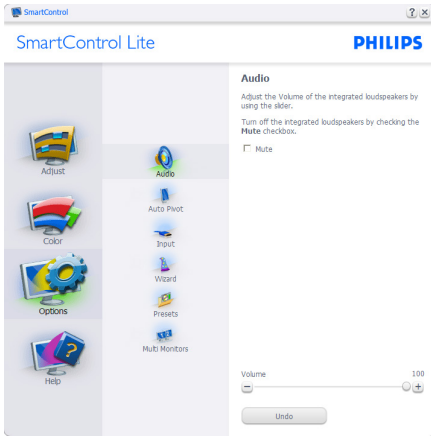 SmartControl
SmartControl Lite
PHILIPS
Adjust
Color
Options
Help
Audio
Auto Pivot
Input
Wizard
Presets
Multi Monitors
Audio
Adjust the Volume of the integrated loudspeakers by
using the slider.
Turn off the integrated loudspeakers by checking the
Mute checkbox.
Mute
Volume 100
Undo